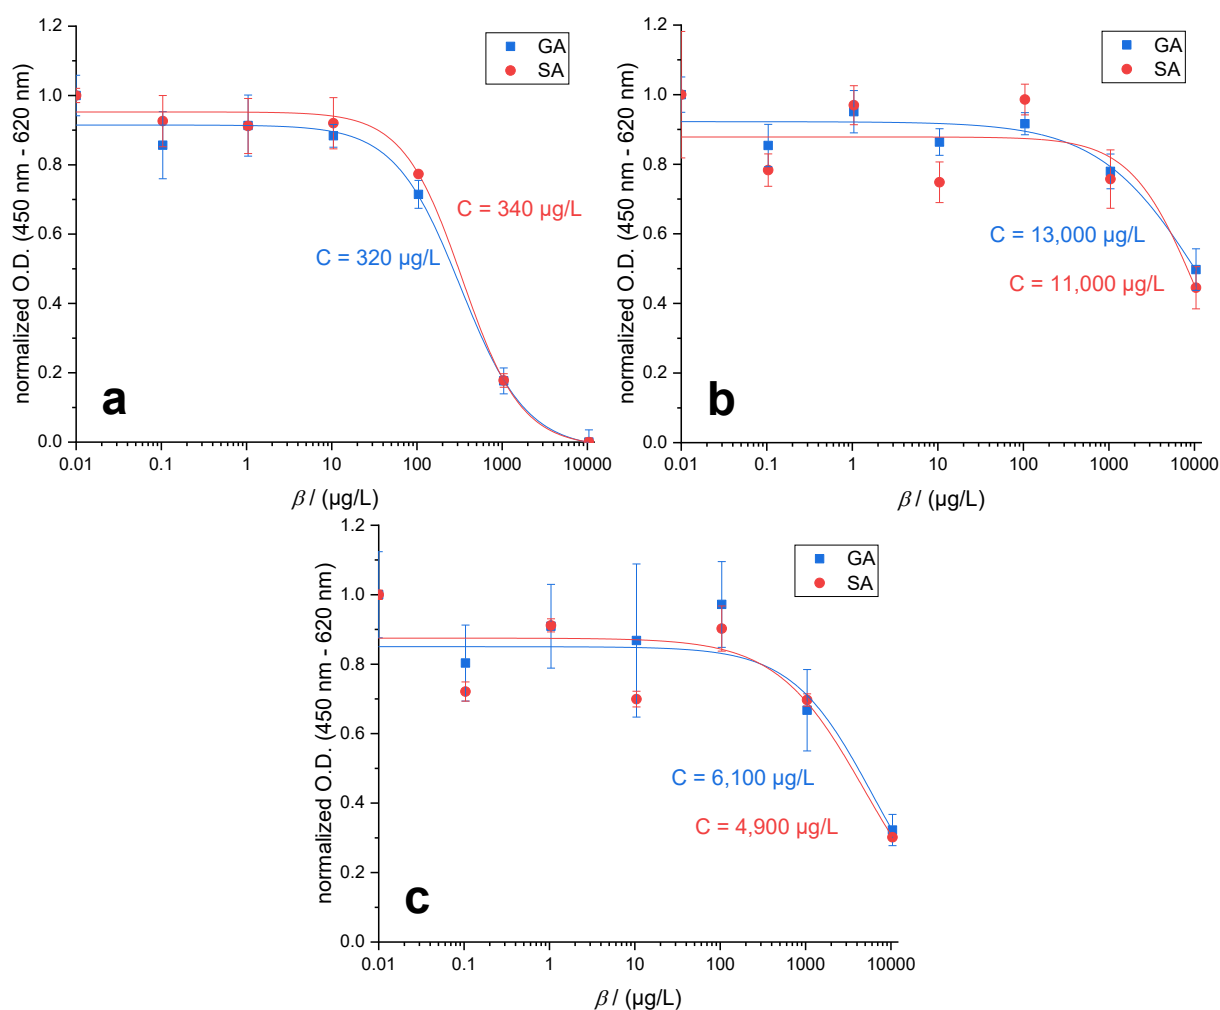 1.2
1.0
0.8
0.6
0.4
0.2
0.0
normalized O.D. (450 nm - 620 nm)
GA
SA
C = 340 µg/L
C = 320 µg/L
a
0.01 0.1 1 10 100 1000 10000
β / (µg/L)
1.2
1.0
0.8
0.6
0.4
0.2
0.0
normalized O.D. (450 nm - 620 nm)
GA
SA
C = 13,000 µg/L
C = 11,000 µg/L
b
0.01 0.1 1 10 100 1000 10000
β / (µg/L)
1.2
1.0
0.8
0.6
0.4
0.2
0.0
normalized O.D. (450 nm - 620 nm)
GA
SA
C = 6,100 µg/L
C = 4,900 µg/L
c
0.01 0.1 1 10 100 1000 10000
β / (µg/L)